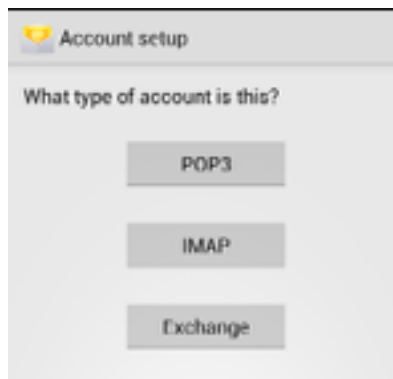 Account setup
What type of account is this?
POP3
IMAP
Exchange